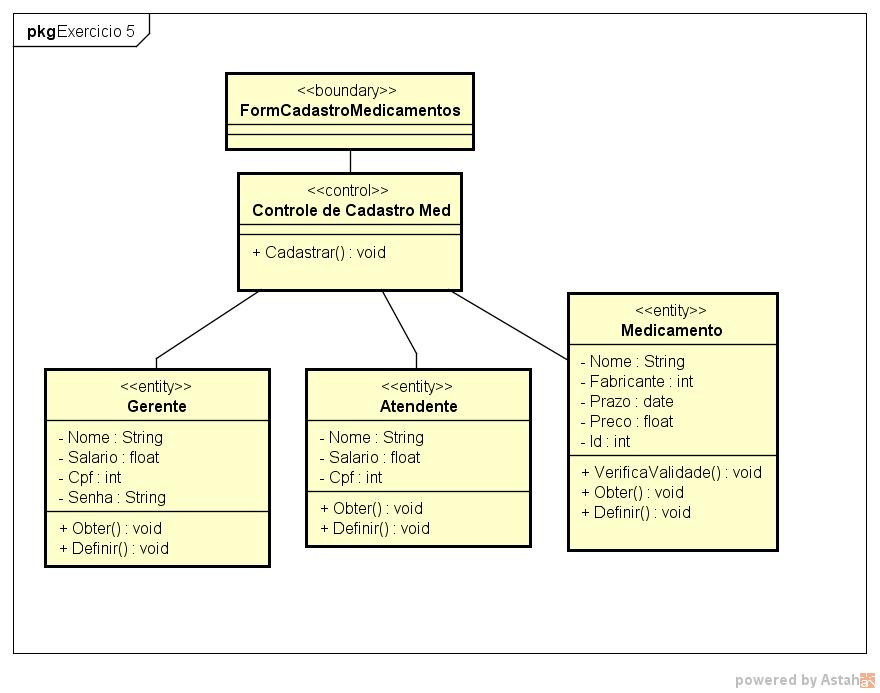 pkg Exercicio 5
<<boundary>>
FormCadastroMedicamentos
<<control>>
Controle de Cadastro Med
+ Cadastrar() : void
<<entity>>
Gerente
- Nome : String
- Salario : float
- Cpf : int
- Senha : String
+ Obter() : void
+ Definir() : void
<<entity>>
Atendente
- Nome : String
- Salario : float
- Cpf : int
+ Obter() : void
+ Definir() : void
<<entity>>
Medicamento
- Nome : String
- Fabricante : int
- Prazo : date
- Preco : float
- Id : int
+ VerificaValidade() : void
+ Obter() : void
+ Definir() : void
powered by Astah